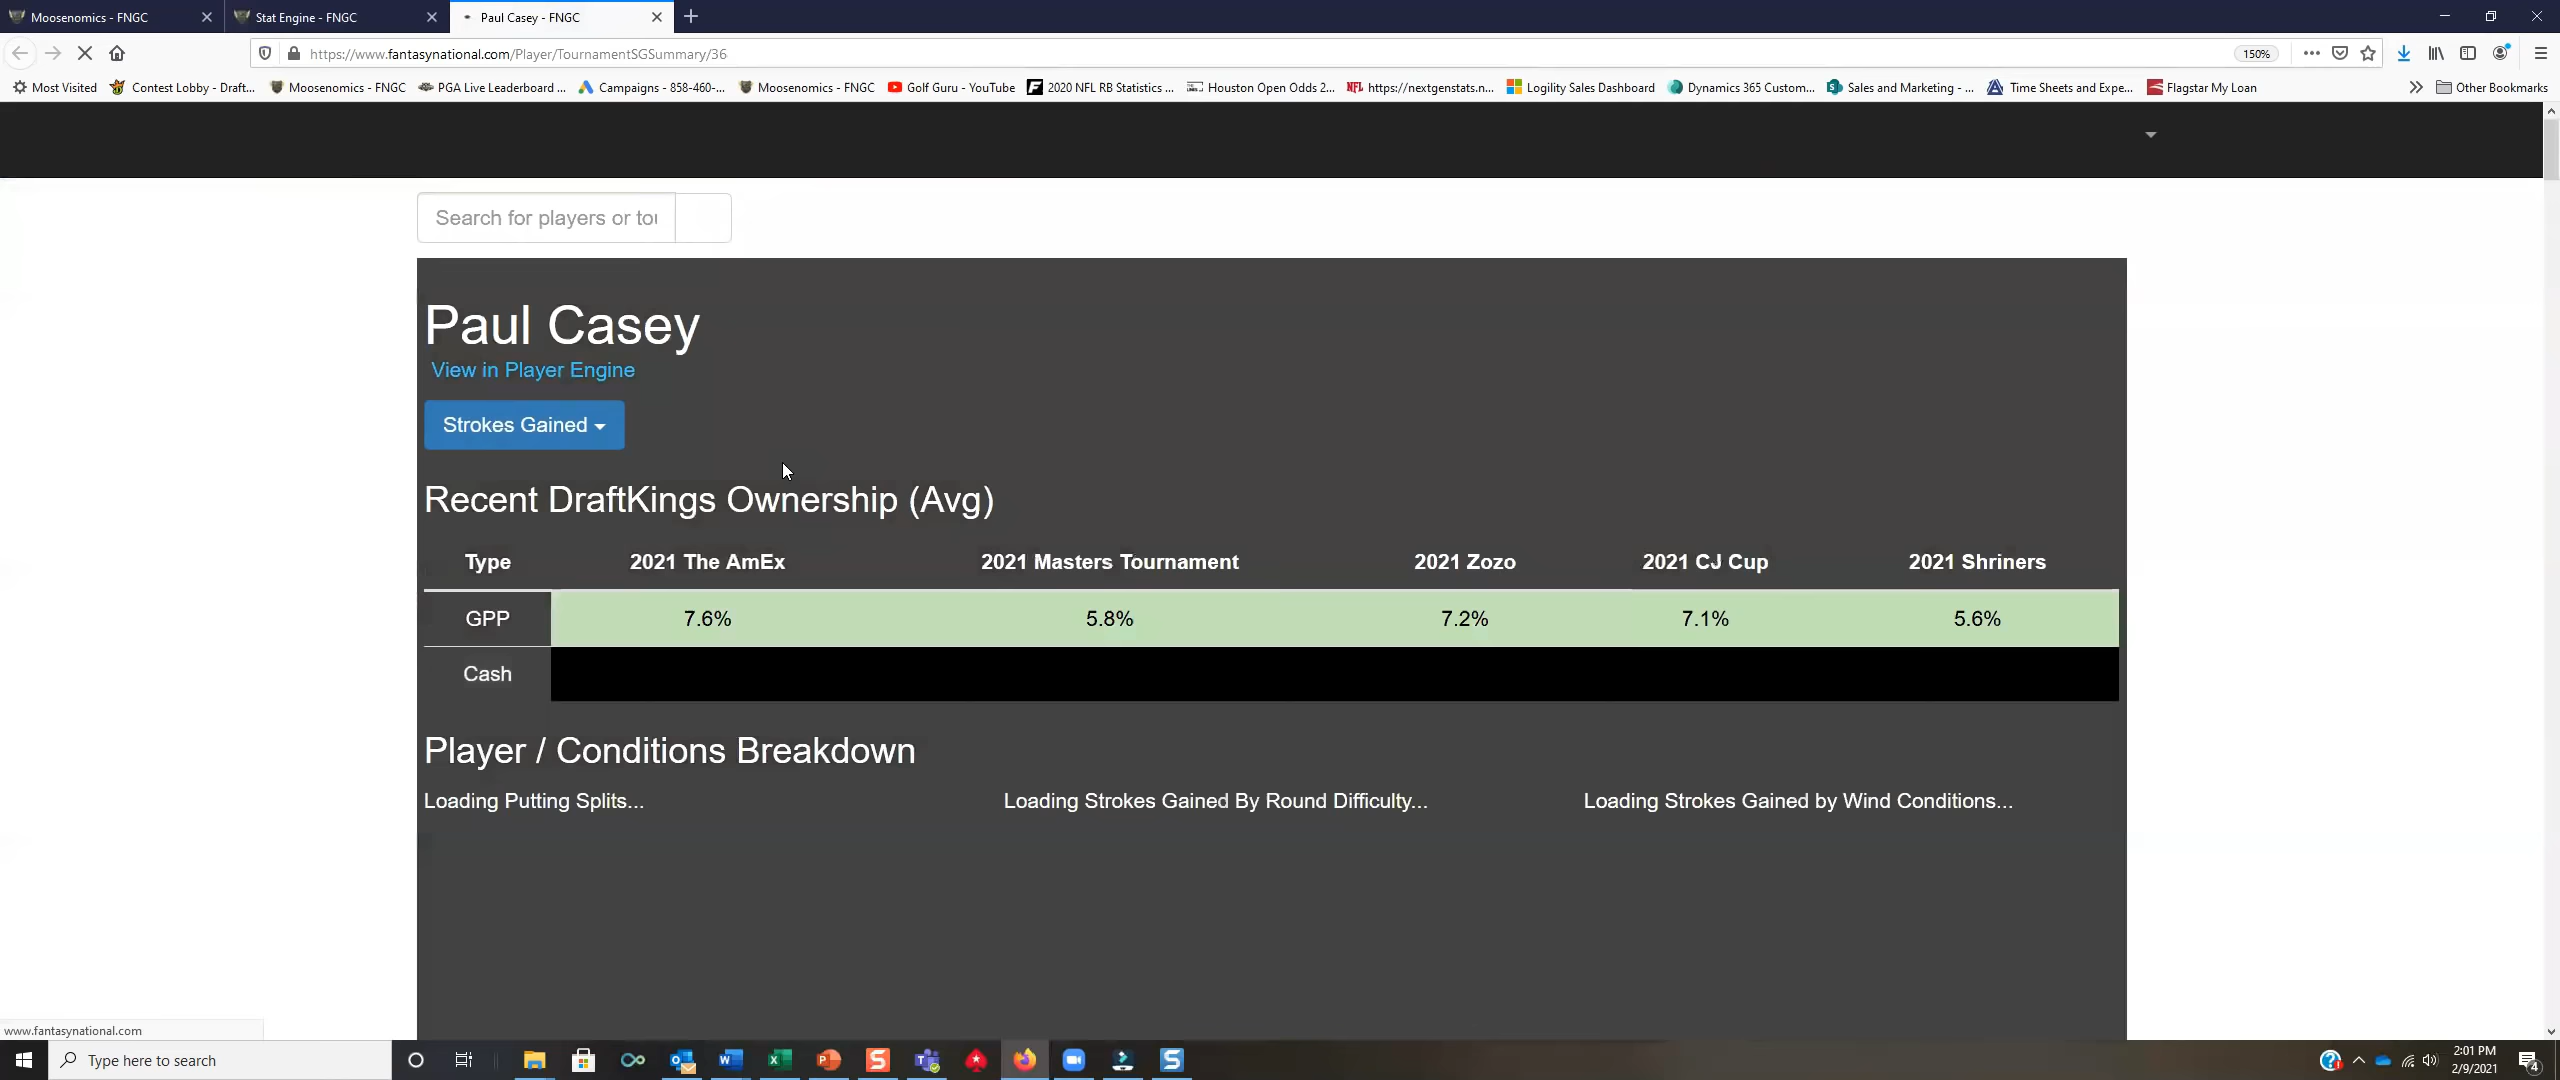 Moosenomics - FNGC
Stat Engine - FNGC
Paul Casey - FNGC
https://www.fantasynational.com/Player/TournamentSGSummary/36
150%
Most Visited
Contest Lobby - Draft...
Moosenomics - FNGC
PGA Live Leaderboard ...
Campaigns - 858-460-...
Moosenomics - FNGC
Golf Guru - YouTube
2020 NFL RB Statistics ...
Houston Open Odds 2...
https://nextgenstats.n...
Logility Sales Dashboard
Dynamics 365 Custom...
Sales and Marketing - ...
Time Sheets and Expe...
Flagstar My Loan
Other Bookmarks
Search for players or tou
Paul Casey
View in Player Engine
Strokes Gained
Recent DraftKings Ownership (Avg)
Type 2021 The AmEx 2021 Masters Tournament 2021 Zozo 2021 CJ Cup 2021 Shriners
GPP 7.6% 5.8% 7.2% 7.1% 5.6%
Cash
Player / Conditions Breakdown
Loading Putting Splits... Loading Strokes Gained By Round Difficulty... Loading Strokes Gained by Wind Conditions...
www.fantasynational.com
Type here to search
2:01 PM
2/9/2021
4